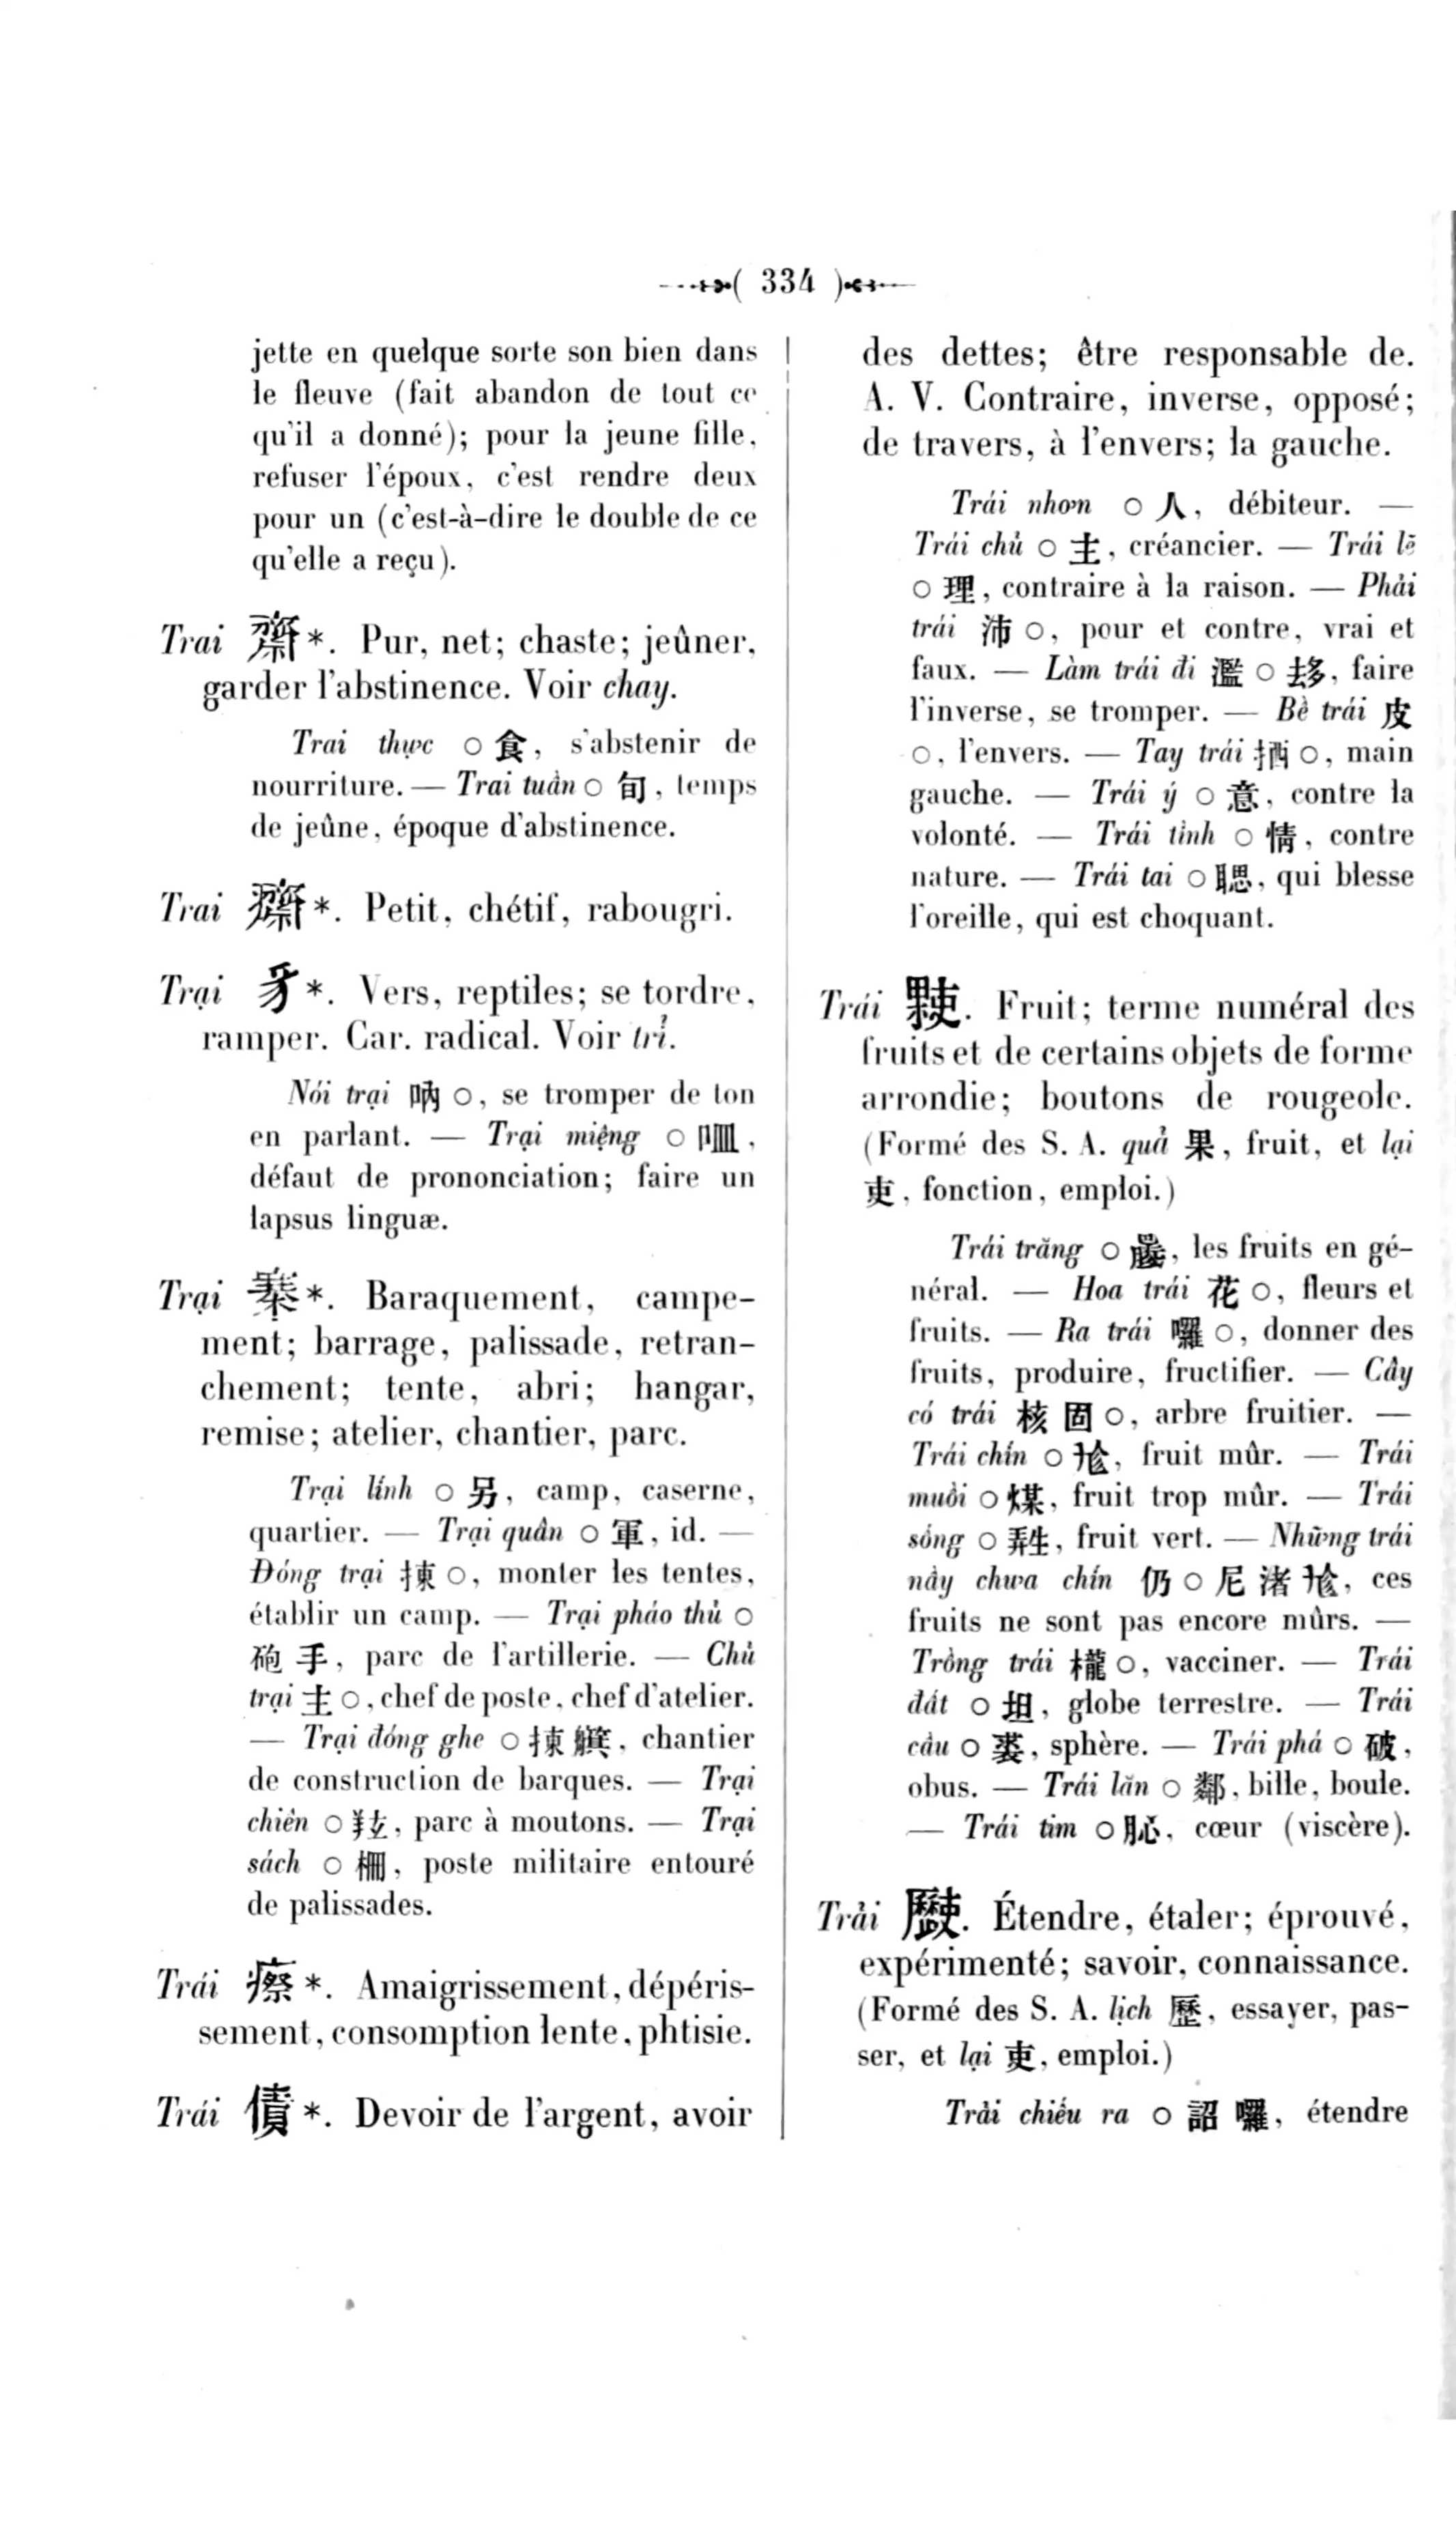 ( 334 )
jette en quelque sorte son bien dans
le fleuve (fait abandon de tout ce
qu'il a donné); pour la jeune fille,
refuser l'époux, c'est rendre deux
pour un (c'est-à-dire le double de ce
qu'elle a reçu).
Trai 齋*. Pur, net; chaste; jeûner,
garder l'abstinence. Voir chay.
Trai thực ○ 食, s'abstenir de
nourriture. — Trai tuần ○ 旬, temps
de jeûne, époque d'abstinence.
Trai *. Petit, chétif, rabougri.
Trại 豸*. Vers, reptiles; se tordre,
ramper. Car. radical. Voir trỉ.
Nói trại 吶 ○, se tromper de ton
en parlant. — Trại miệng ○ 𠰘,
défaut de prononciation; faire un
lapsus linguæ.
Trại 寨*. Baraquement, campe-
ment; barrage, palissade, retran-
chement; tente, abri; hangar,
remise; atelier, chantier, parc.
Trại lính ○ 另, camp, caserne,
quartier. — Trại quân ○ 軍, id. —
Đóng trại 揀 ○, monter les tentes,
établir un camp. — Trại pháo thủ ○
砲 手, parc de l'artillerie. — Chủ
trại 主 ○, chef de poste, chef d'atelier.
— Trại đóng ghe ○ 揀, chantier
de construction de barques. — Trại
chiên ○, parc à moutons. — Trại
sách ○ 柵, poste militaire entouré
de palissades.
Trái 瘵*. Amaigrissement, dépéris-
sement, consomption lente, phtisie.
Trái 債*. Devoir de l'argent, avoir
des dettes; être responsable de.
A. V. Contraire, inverse, opposé;
de travers, à l'envers; la gauche.
Trái nhơn ○ 人, débiteur. —
Trái chủ ○ 主, créancier. — Trái lẽ
○ 理, contraire à la raison. — Phải
trái 沛 ○, pour et contre, vrai et
faux. — Làm trái đi 濫 ○ 𠫾, faire
l'inverse, se tromper. — Bề trái 皮
○, l'envers. — Tay trái 拪 ○, main
gauche. — Trái ý ○ 意, contre la
volonté. — Trái tình ○ 情, contre
nature. — Trái tai ○ 聰, qui blesse
l'oreille, qui est choquant.
Trái 𣛤. Fruit; terme numéral des
fruits et de certains objets de forme
arrondie; boutons de rougeole.
(Formé des S. A. quả 果, fruit, et lại
吏, fonction, emploi.)
Trái trăng ○, les fruits en gé-
néral. — Hoa trái 花 ○, fleurs et
fruits. — Ra trái 囉 ○, donner des
fruits, produire, fructifier. — Cây
có trái 核 固 ○, arbre fruitier. —
Trái chín ○, fruit mûr. — Trái
muồi ○ 煤, fruit trop mûr. — Trái
sống ○, fruit vert. — Những trái
nầy chưa chín 仍 ○ 尼 渚, ces
fruits ne sont pas encore mûrs. —
Trồng trái 櫳 ○, vacciner. — Trái
đất ○ 坦, globe terrestre. — Trái
cầu ○ 裘, sphère. — Trái phá ○ 破,
obus. — Trái lăn ○ 鄰, bille, boule.
— Trái tim ○, cœur (viscère).
Trải. Étendre, étaler; éprouvé,
expérimenté; savoir, connaissance.
(Formé des S. A. lịch 歷, essayer, pas-
ser, et lại 吏, emploi.)
Trải chiếu ra ○ 詔 囉, étendre